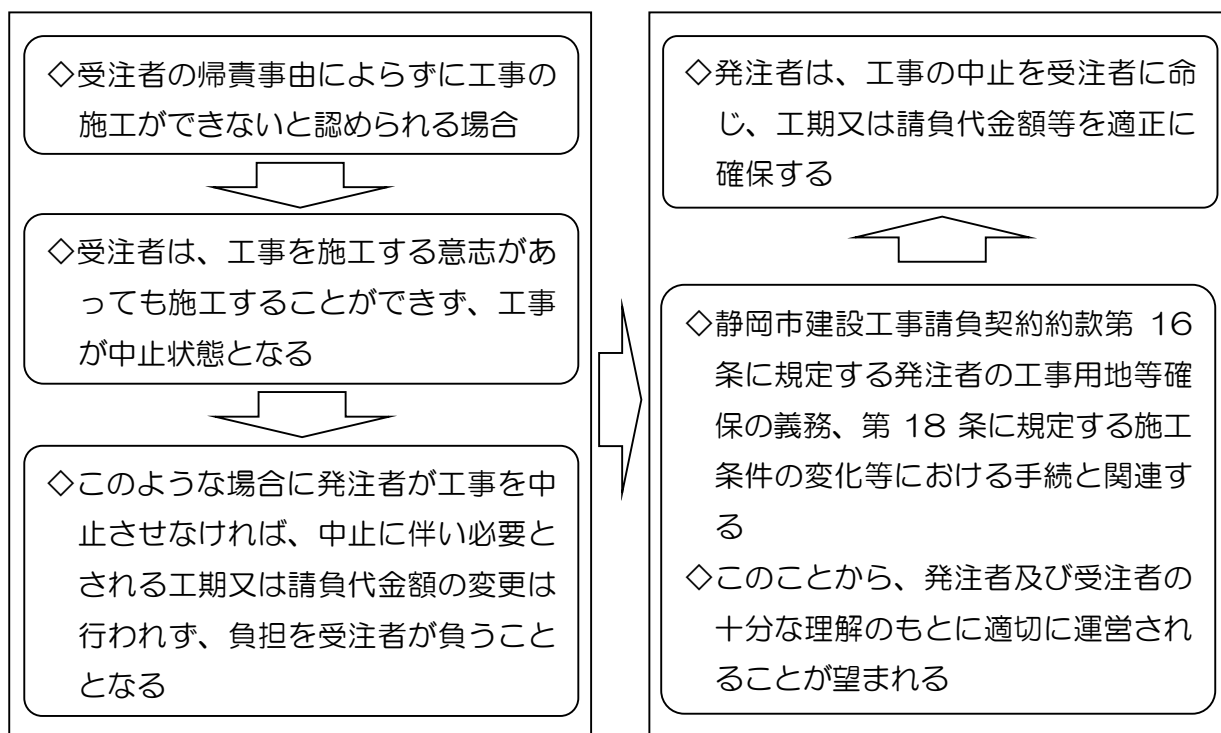 ◇受注者の帰責事由によらずに工事の
施工ができないと認められる場合
◇受注者は、工事を施工する意志があ
っても施工することができず、工事
が中止状態となる
◇このような場合に発注者が工事を中
止させなければ、中止に伴い必要と
される工期又は請負代金額の変更は
行われず、負担を受注者が負うこと
となる
◇静岡市建設工事請負契約約款第 16
条に規定する発注者の工事用地等確
保の義務、第 18 条に規定する施工
条件の変化等における手続と関連す
る
◇このことから、発注者及び受注者の
十分な理解のもとに適切に運営され
ることが望まれる
◇発注者は、工事の中止を受注者に命
じ、工期又は請負代金額等を適正に
確保する